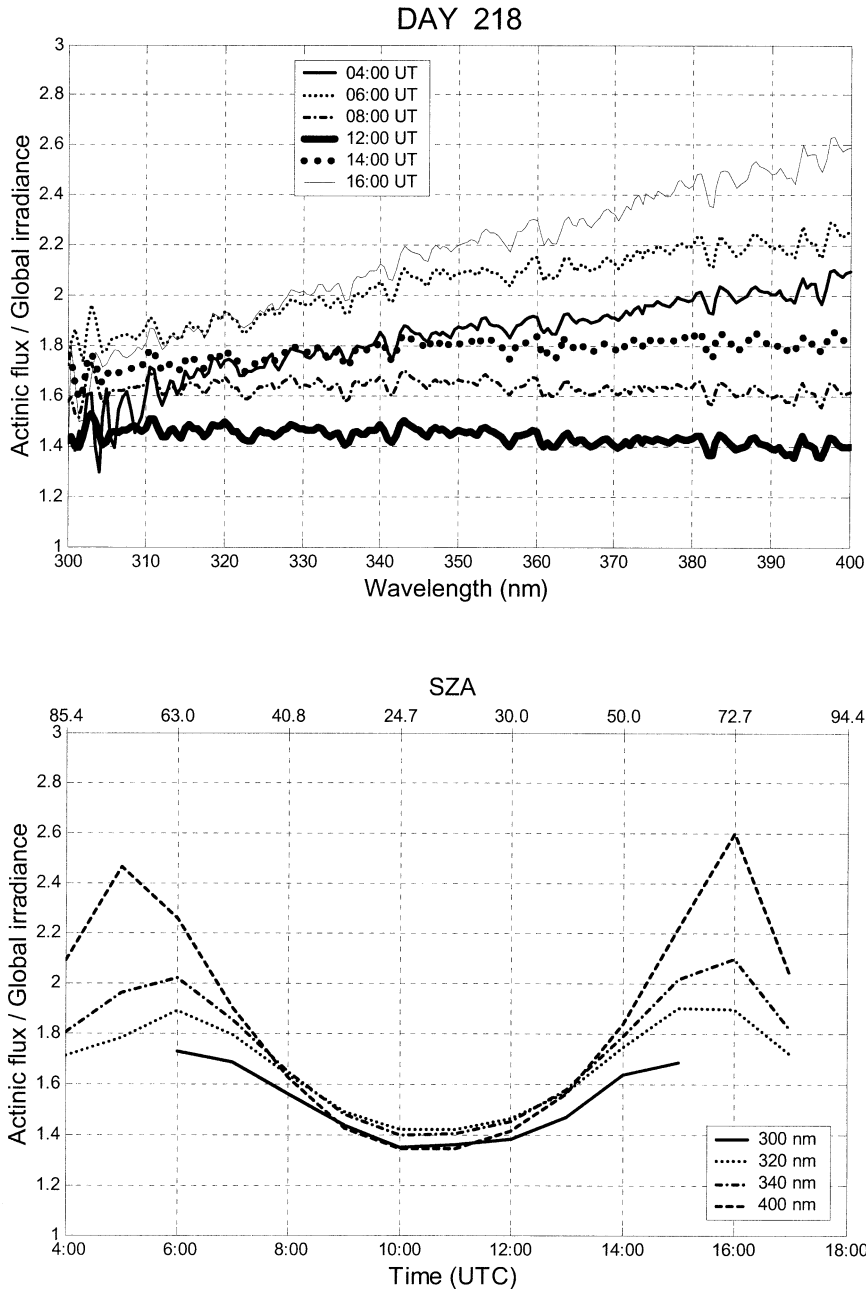 DAY 218
3
2.8
2.6
2.4
2.2
2
1.8
1.6
1.4
1.2
1
Actinic flux / Global irradiance
04:00 UT
06:00 UT
08:00 UT
12:00 UT
14:00 UT
16:00 UT
300 310 320 330 340 350 360 370 380 390 400
Wavelength (nm)
SZA
85.4 63.0 40.8 24.7 30.0 50.0 72.7 94.4
3
2.8
2.6
2.4
2.2
2
1.8
1.6
1.4
1.2
1
Actinic flux / Global irradiance
300 nm
320 nm
340 nm
400 nm
4:00 6:00 8:00 10:00 12:00 14:00 16:00 18:00
Time (UTC)